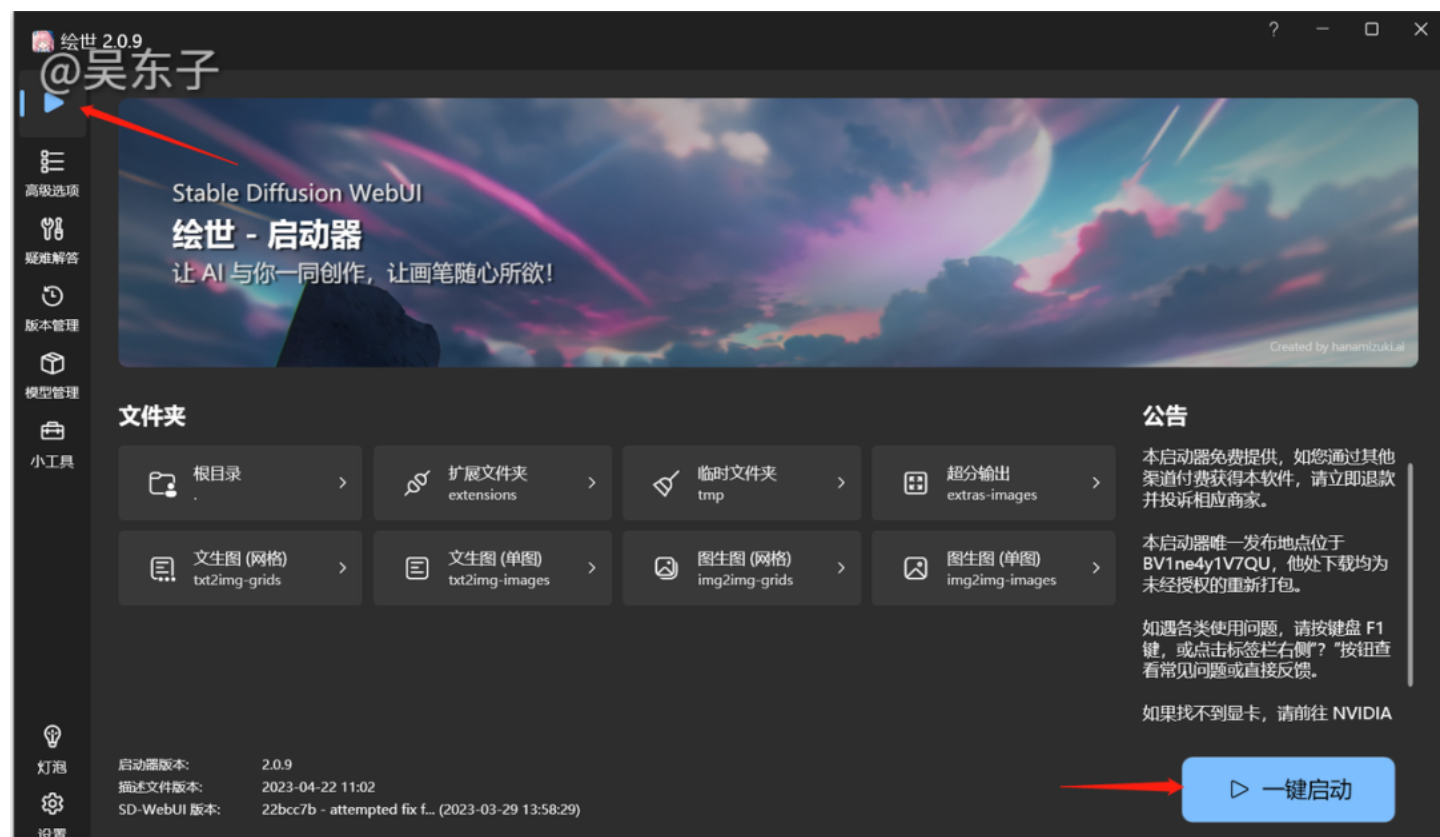 绘世 2.0.9
@吴东子
高级选项
疑难解答
版本管理
模型管理
小工具
灯泡
设置
Stable Diffusion WebUI
绘世 - 启动器
让 AI 与你一同创作，让画笔随心所欲！
Created by hanamizuki.ai
文件夹
根目录
.
扩展文件夹
extensions
临时文件夹
tmp
超分输出
extras-images
文生图 (网格)
txt2img-grids
文生图 (单图)
txt2img-images
图生图 (网格)
img2img-grids
图生图 (单图)
img2img-images
公告
本启动器免费提供，如您通过其他
渠道付费获得本软件，请立即退款
并投诉相应商家。
本启动器唯一发布地点位于
BV1ne4y1V7QU，他处下载均为
未经授权的重新打包。
如遇各类使用问题，请按键盘 F1
键，或点击标签栏右侧"？"按钮查
看常见问题或直接反馈。
如果找不到显卡，请前往 NVIDIA
启动器版本: 2.0.9
描述文件版本: 2023-04-22 11:02
SD-WebUI 版本: 22bcc7b - attempted fix f... (2023-03-29 13:58:29)
一键启动